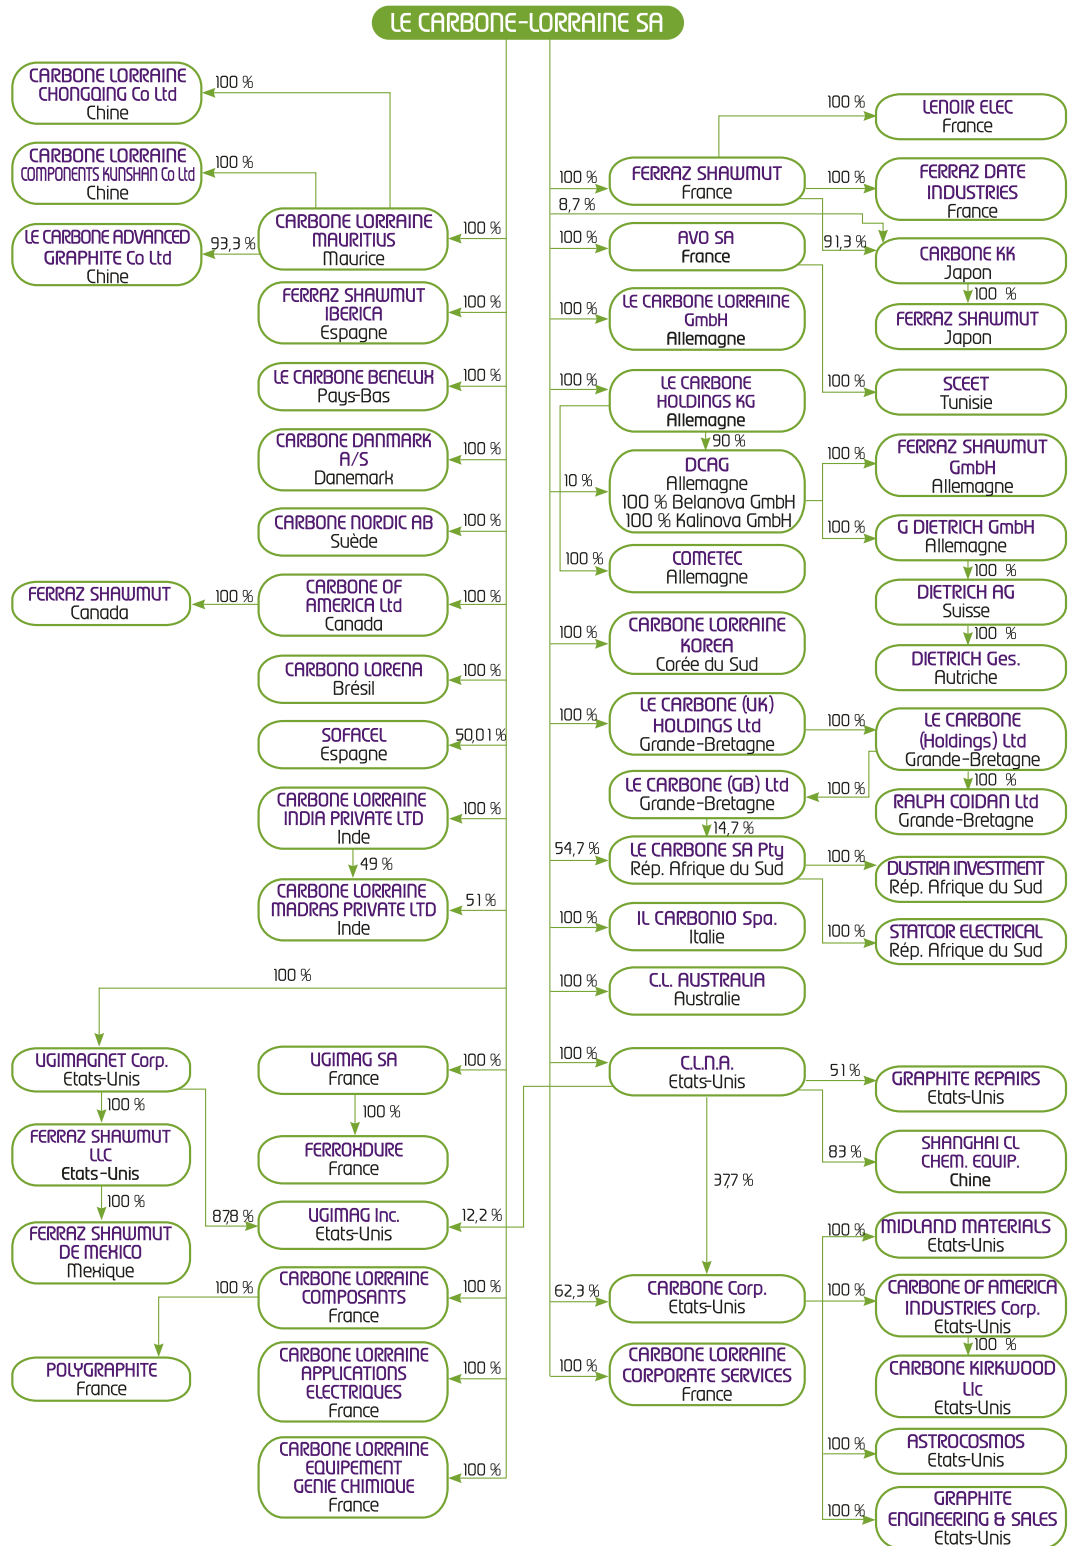 LE CARBONE-LORRAINE SA
CARBONE LORRAINE
CHONGQING Co Ltd
Chine
100 %
CARBONE LORRAINE
COMPONENTS KUNSHAN Co Ltd
Chine
100 %
LE CARBONE ADVANCED
GRAPHITE Co Ltd
Chine
93,3 %
CARBONE LORRAINE
MAURITIUS
Maurice
100 %
FERRAZ SHAWMUT
IBERICA
Espagne
100 %
LE CARBONE BENELUX
Pays-Bas
100 %
CARBONE DANMARK
A/S
Danemark
100 %
CARBONE NORDIC AB
Suède
100 %
FERRAZ SHAWMUT
Canada
100 %
CARBONE OF
AMERICA Ltd
Canada
100 %
CARBONO LORENA
Brésil
100 %
SOFACEL
Espagne
50,01 %
CARBONE LORRAINE
INDIA PRIVATE LTD
Inde
100 %
49 %
CARBONE LORRAINE
MADRAS PRIVATE LTD
Inde
51 %
100 %
UGIMAGNET Corp.
Etats-Unis
100 %
FERRAZ SHAWMUT
LLC
Etats-Unis
100 %
FERRAZ SHAWMUT
DE MEXICO
Mexique
UGIMAG SA
France
100 %
100 %
FERROXDURE
France
87,8 %
UGIMAG Inc.
Etats-Unis
12,2 %
100 %
CARBONE LORRAINE
COMPOSANTS
France
100 %
POLYGRAPHITE
France
CARBONE LORRAINE
APPLICATIONS
ELECTRIQUES
France
100 %
CARBONE LORRAINE
EQUIPEMENT
GENIE CHIMIQUE
France
100 %
100 %
LENOIR ELEC
France
100 %
FERRAZ SHAWMUT
France
100 %
FERRAZ DATE
INDUSTRIES
France
8,7 %
100 %
AVO SA
France
91,3 %
CARBONE KK
Japon
100 %
FERRAZ SHAWMUT
Japon
100 %
LE CARBONE LORRAINE
GmbH
Allemagne
100 %
SCEET
Tunisie
100 %
LE CARBONE
HOLDINGS KG
Allemagne
90 %
10 %
DCAG
Allemagne
100 % Belanova GmbH
100 % Kalinova GmbH
100 %
FERRAZ SHAWMUT
GmbH
Allemagne
100 %
G DIETRICH GmbH
Allemagne
100 %
COMETEC
Allemagne
100 %
DIETRICH AG
Suisse
100 %
DIETRICH Ges.
Autriche
100 %
CARBONE LORRAINE
KOREA
Corée du Sud
100 %
LE CARBONE (UK)
HOLDINGS Ltd
Grande-Bretagne
100 %
LE CARBONE
(Holdings) Ltd
Grande-Bretagne
LE CARBONE (GB) Ltd
Grande-Bretagne
100 %
100 %
RALPH COIDAN Ltd
Grande-Bretagne
14,7 %
54,7 %
LE CARBONE SA Pty
Rép. Afrique du Sud
100 %
DUSTRIA INVESTMENT
Rép. Afrique du Sud
100 %
STATCOR ELECTRICAL
Rép. Afrique du Sud
100 %
IL CARBONIO Spa.
Italie
100 %
C.L. AUSTRALIA
Australie
100 %
C.L.N.A.
Etats-Unis
51 %
GRAPHITE REPAIRS
Etats-Unis
83 %
SHANGHAI CL
CHEM. EQUIP.
Chine
37,7 %
62,3 %
CARBONE Corp.
Etats-Unis
100 %
MIDLAND MATERIALS
Etats-Unis
100 %
CARBONE OF AMERICA
INDUSTRIES Corp.
Etats-Unis
100 %
CARBONE KIRKWOOD
Llc
Etats-Unis
100 %
CARBONE LORRAINE
CORPORATE SERVICES
France
100 %
ASTROCOSMOS
Etats-Unis
100 %
GRAPHITE
ENGINEERING & SALES
Etats-Unis